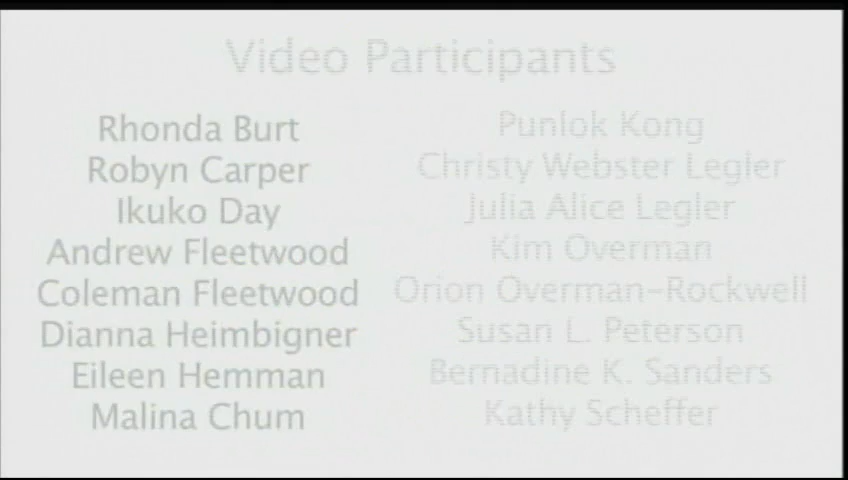 Video Participants
Rhonda Burt
Robyn Carper
Ikuko Day
Andrew Fleetwood
Coleman Fleetwood
Dianna Heimbigner
Eileen Hemman
Malina Chum
Punlok Kong
Christy Webster Legler
Julia Alice Legler
Kim Overman
Orion Overman-Rockwell
Susan L. Peterson
Bernadine K. Sanders
Kathy Scheffer